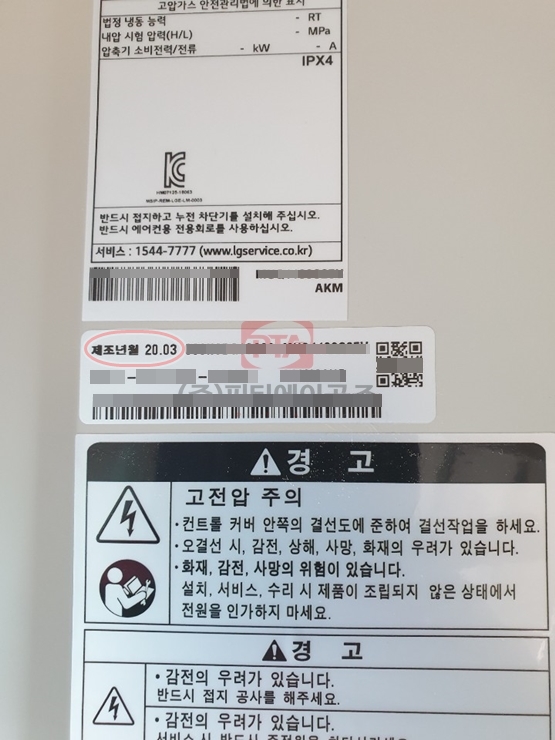 고압가스 안전관리법에 의한 표시
법정 냉동 능력 - RT
내압 시험 압력(H/L) - MPa
압축기 소비전력/전류 - kW - A
IPX4
반드시 접지하고 누전 차단기를 설치해 주십시오.
반드시 에어컨용 전용회로를 사용하십시오.
서비스 : 1544-7777 (www.lgservice.co.kr)
AKM
제조년월 20.03
PTA
(주)피티에이공조
경 고
고전압 주의
·컨트롤 커버 안쪽의 결선도에 준하여 결선작업을 하세요.
·오결선 시, 감전, 상해, 사망, 화재의 우려가 있습니다.
·화재, 감전, 사망의 위험이 있습니다.
설치, 서비스, 수리 시 제품이 조립되지 않은 상태에서
전원을 인가하지 마세요.
경 고
·감전의 우려가 있습니다.
반드시 접지 공사를 해주세요.
·감전의 우려가 있습니다.